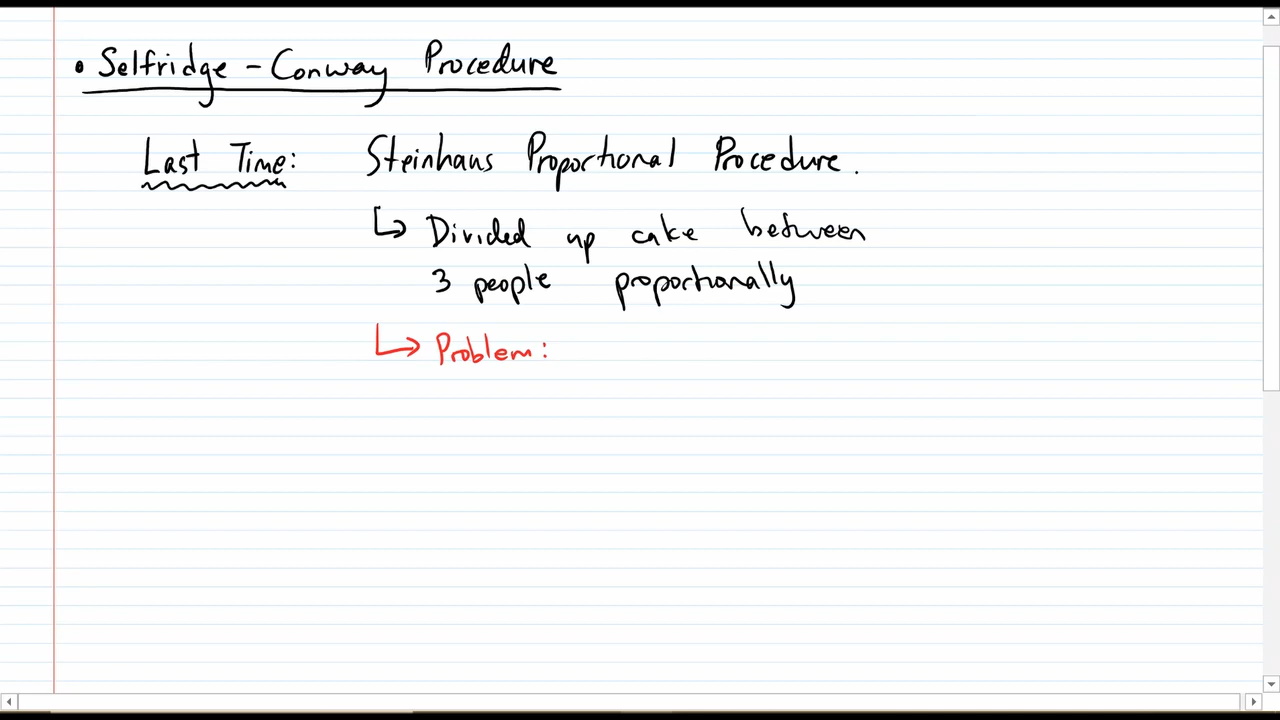 • Selfridge - Conway Procedure
Last Time: Steinhaus Proportional Procedure.
↳ Divided up cake between
3 people proportionally
↳ Problem: